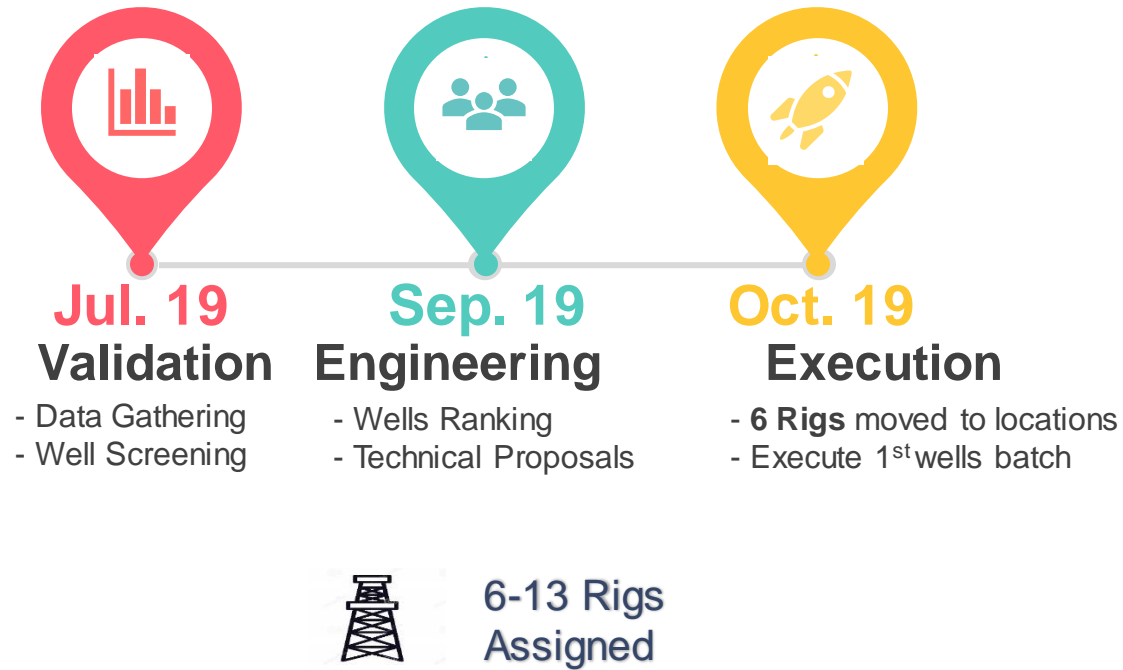 Jul. 19
Validation
- Data Gathering
- Well Screening
Sep. 19
Engineering
- Wells Ranking
- Technical Proposals
Oct. 19
Execution
- 6 Rigs moved to locations
- Execute 1st wells batch
6-13 Rigs
Assigned